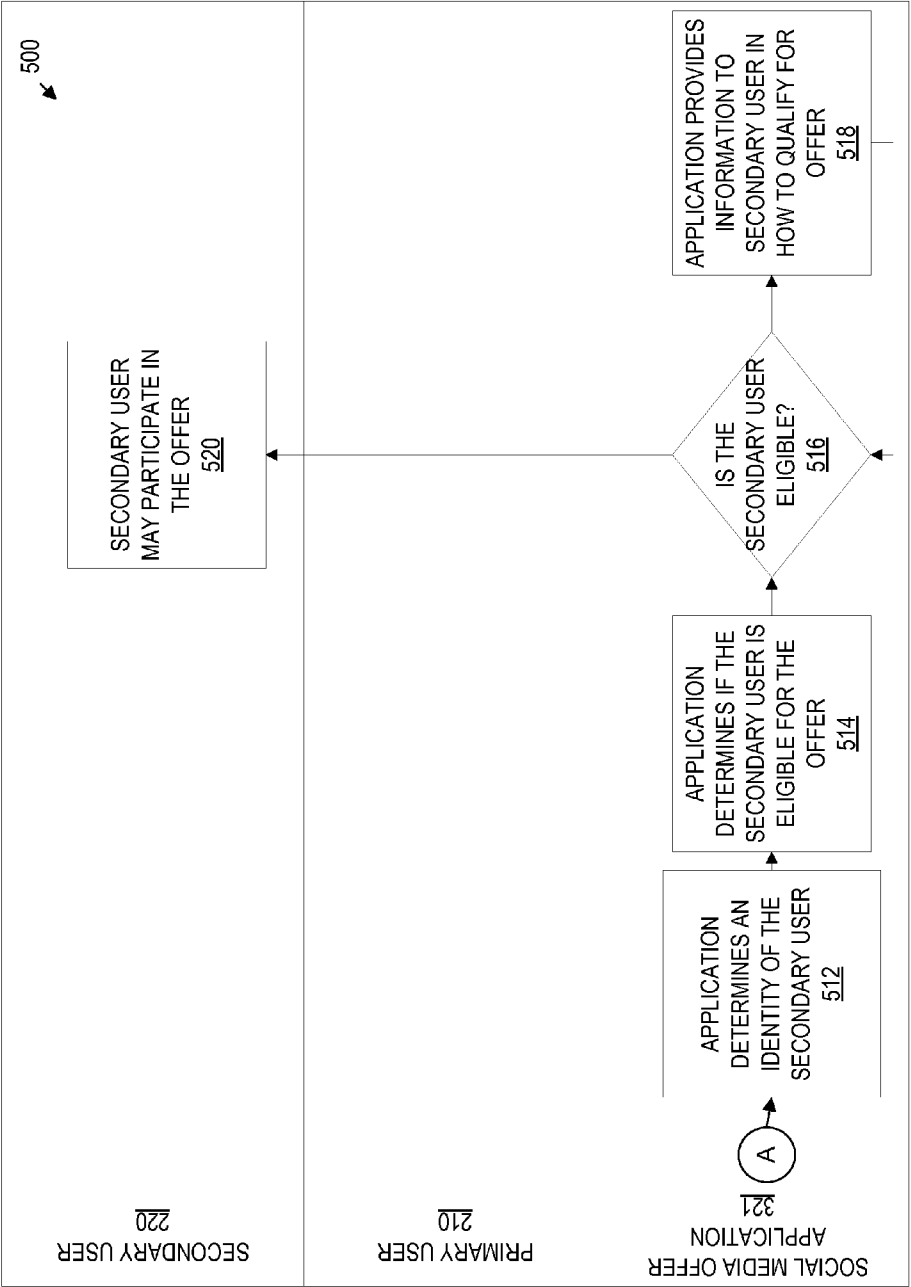 500
SECONDARY USER
220
PRIMARY USER
210
SOCIAL MEDIA OFFER
APPLICATION
321
SECONDARY USER
MAY PARTICIPATE IN
THE OFFER
520
A
APPLICATION
DETERMINES AN
IDENTITY OF THE
SECONDARY USER
512
APPLICATION
DETERMINES IF THE
SECONDARY USER IS
ELIGIBLE FOR THE
OFFER
514
IS THE
SECONDARY USER
ELIGIBLE?
516
APPLICATION PROVIDES
INFORMATION TO
SECONDARY USER IN
HOW TO QUALIFY FOR
OFFER
518